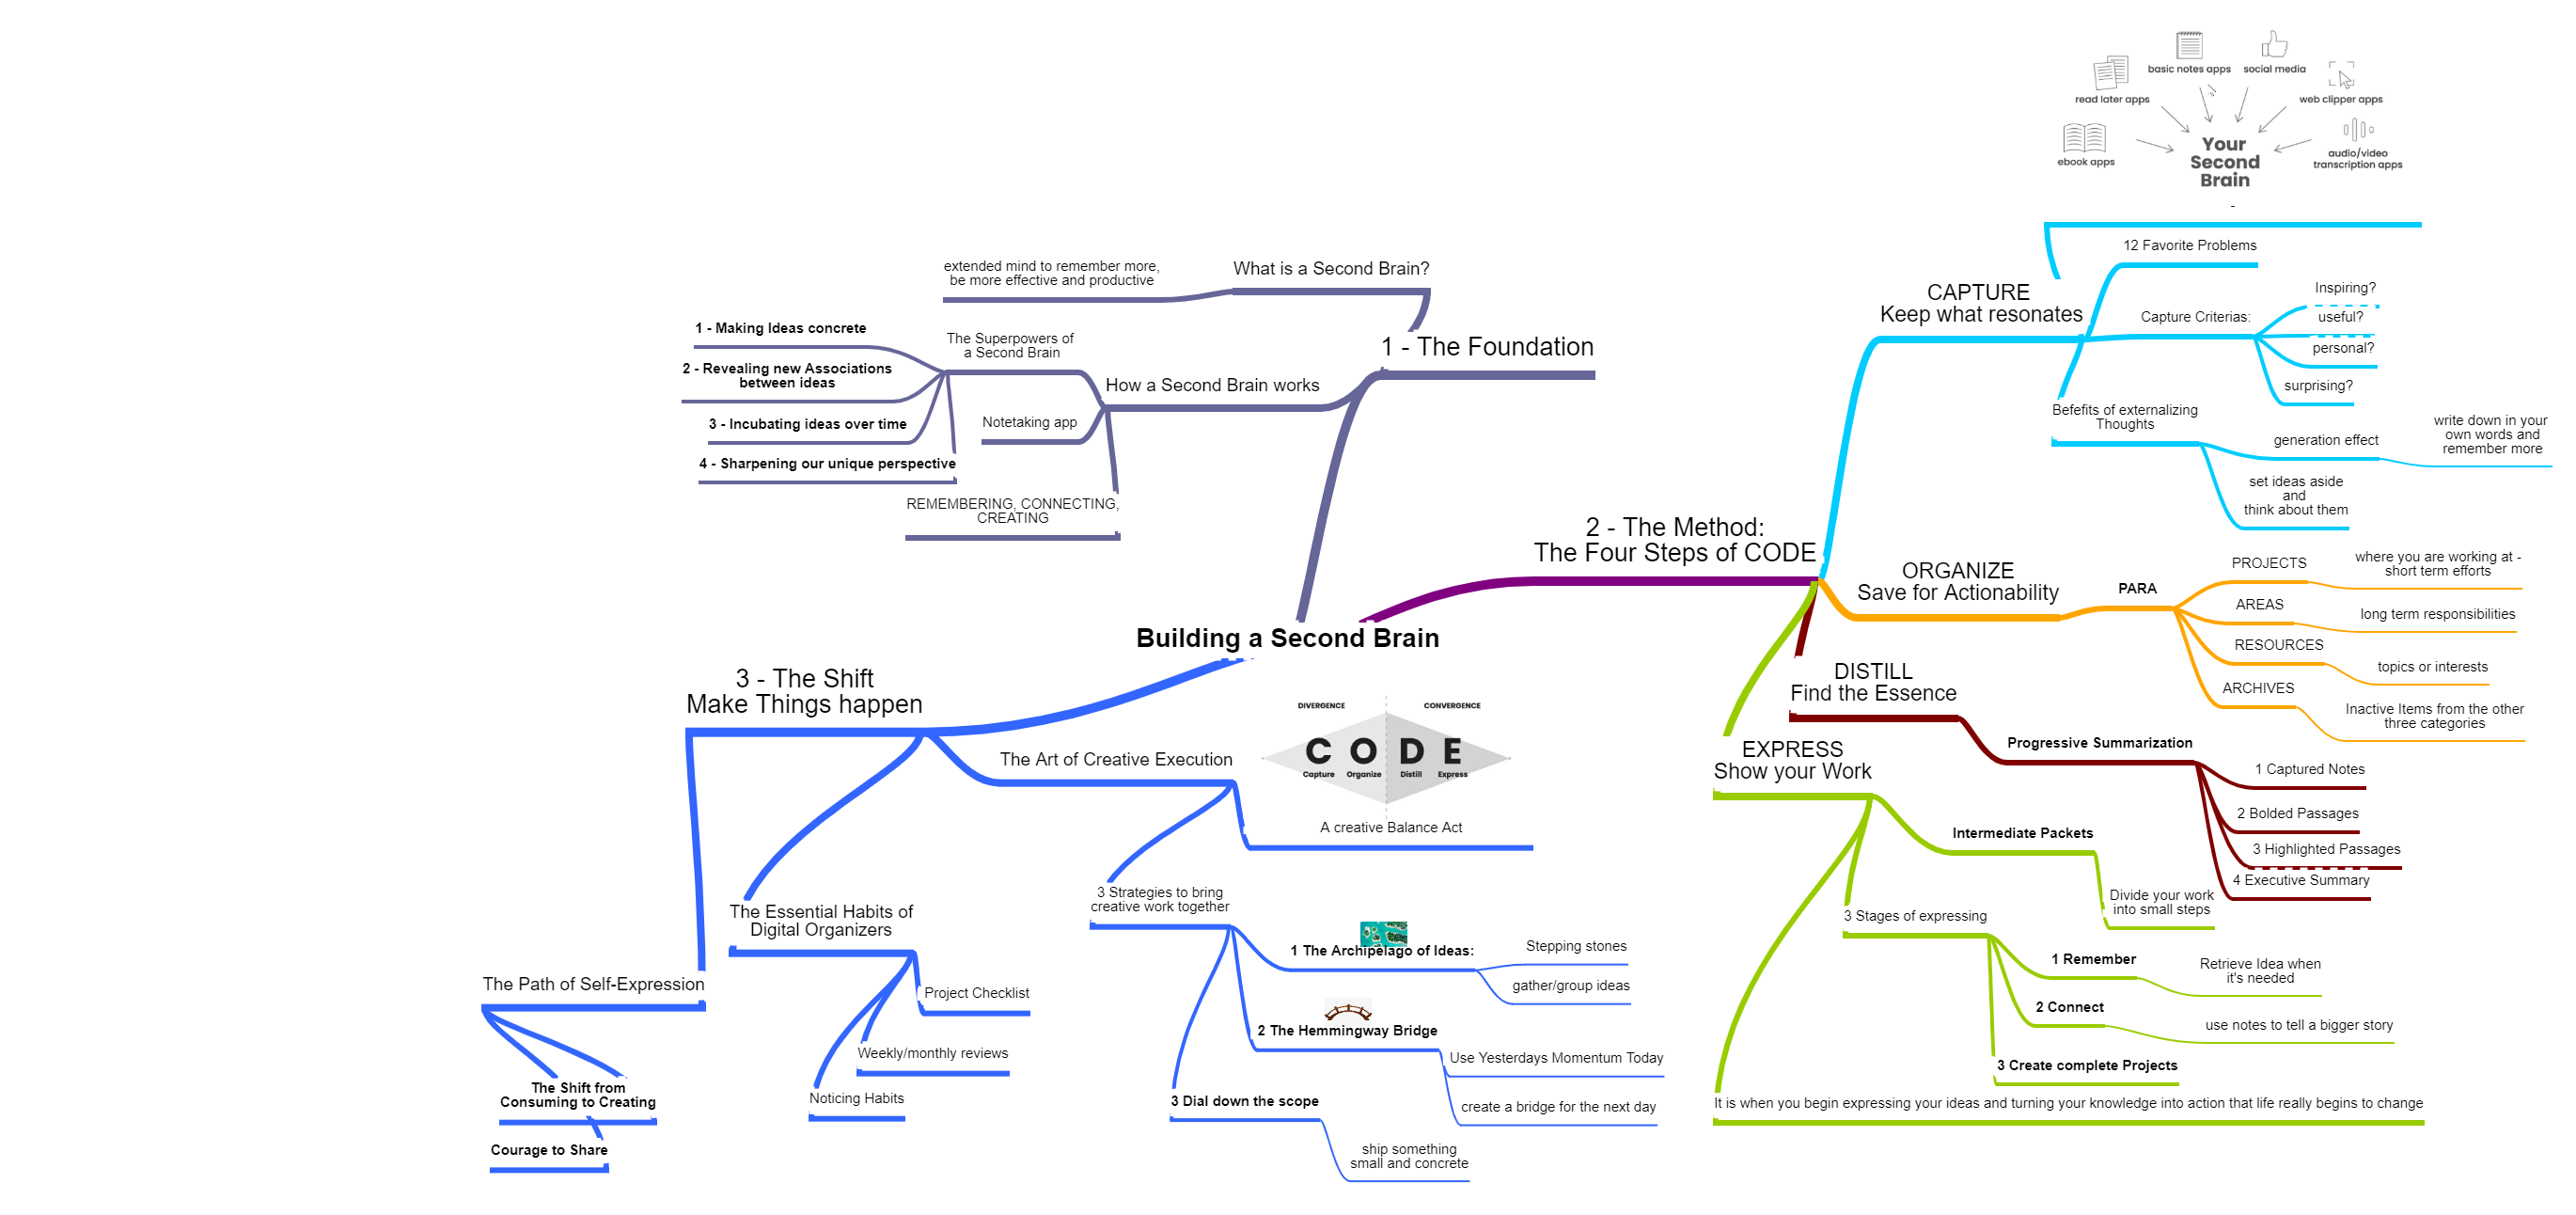 Building a Second Brain
1 - The Foundation
What is a Second Brain?
extended mind to remember more,
be more effective and productive
How a Second Brain works
The Superpowers of
a Second Brain
1 - Making Ideas concrete
2 - Revealing new Associations
between ideas
3 - Incubating ideas over time
4 - Sharpening our unique perspective
Notetaking app
REMEMBERING, CONNECTING,
CREATING
2 - The Method:
The Four Steps of CODE
CAPTURE
Keep what resonates
basic notes apps
social media
read later apps
web clipper apps
ebook apps
audio/video
transcription apps
Your
Second
Brain
-
12 Favorite Problems
Capture Criterias:
Inspiring?
useful?
personal?
surprising?
Befefits of externalizing
Thoughts
generation effect
write down in your
own words and
remember more
set ideas aside
and
think about them
ORGANIZE
Save for Actionability
PARA
PROJECTS
where you are working at -
short term efforts
AREAS
long term responsibilities
RESOURCES
topics or interests
ARCHIVES
Inactive Items from the other
three categories
DISTILL
Find the Essence
Progressive Summarization
1 Captured Notes
2 Bolded Passages
3 Highlighted Passages
4 Executive Summary
EXPRESS
Show your Work
Intermediate Packets
Divide your work
into small steps
3 Stages of expressing
1 Remember
Retrieve Idea when
it's needed
2 Connect
use notes to tell a bigger story
3 Create complete Projects
It is when you begin expressing your ideas and turning your knowledge into action that life really begins to change
3 - The Shift
Make Things happen
The Art of Creative Execution
DIVERGENCE
CONVERGENCE
C O D E
Capture Organize Distill Express
A creative Balance Act
3 Strategies to bring
creative work together
1 The Archipelago of Ideas:
Stepping stones
gather/group ideas
2 The Hemmingway Bridge
Use Yesterdays Momentum Today
create a bridge for the next day
3 Dial down the scope
ship something
small and concrete
The Essential Habits of
Digital Organizers
Project Checklist
Weekly/monthly reviews
Noticing Habits
The Path of Self-Expression
The Shift from
Consuming to Creating
Courage to Share